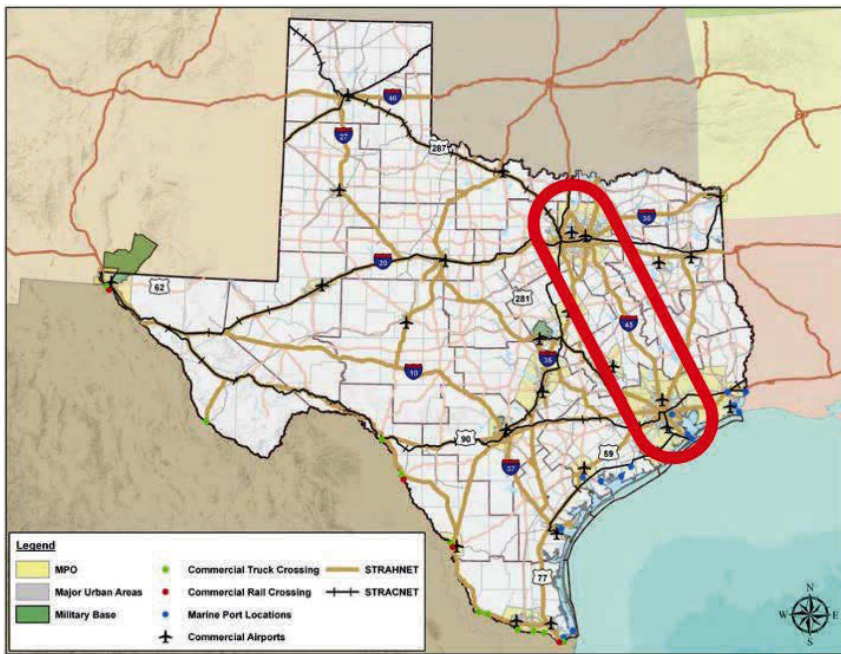 40
27
287
30
20
62
281
45
35
10
90
59
37
77
Legend
MPO
Major Urban Areas
Military Base
Commercial Truck Crossing
Commercial Rail Crossing
Marine Port Locations
Commercial Airports
STRAHNET
STRACNET
N
W E
S